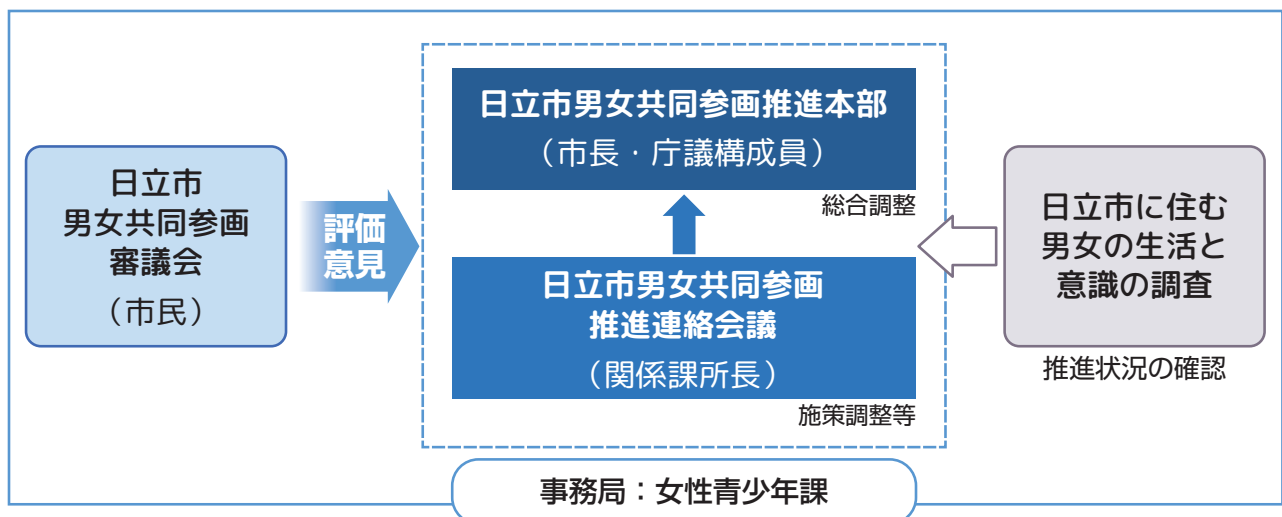 日立市
男女共同参画
審議会
（市民）
評価
意見
日立市男女共同参画推進本部
（市長・庁議構成員）
総合調整
日立市男女共同参画
推進連絡会議
（関係課所長）
施策調整等
日立市に住む
男女の生活と
意識の調査
推進状況の確認
事務局：女性青少年課